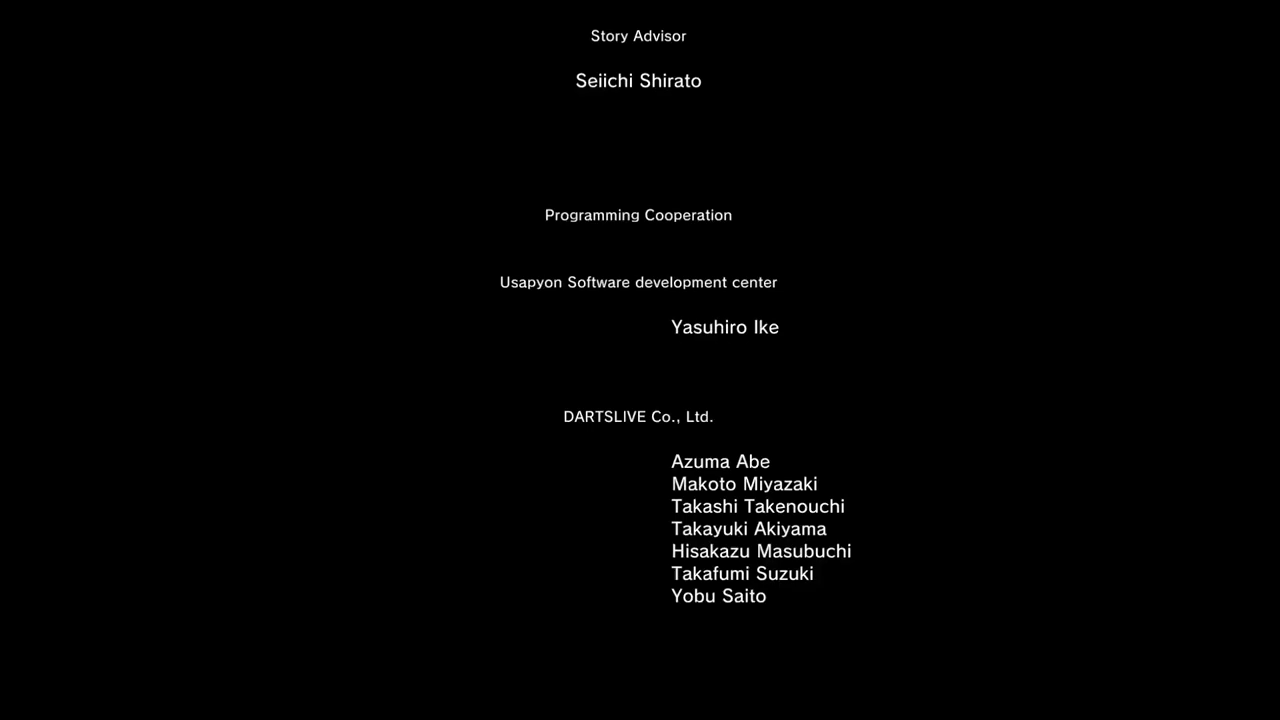 Story Advisor
Seiichi Shirato
Programming Cooperation
Usapyon Software development center
Yasuhiro Ike
DARTSLIVE Co., Ltd.
Azuma Abe
Makoto Miyazaki
Takashi Takenouchi
Takayuki Akiyama
Hisakazu Masubuchi
Takafumi Suzuki
Yobu Saito